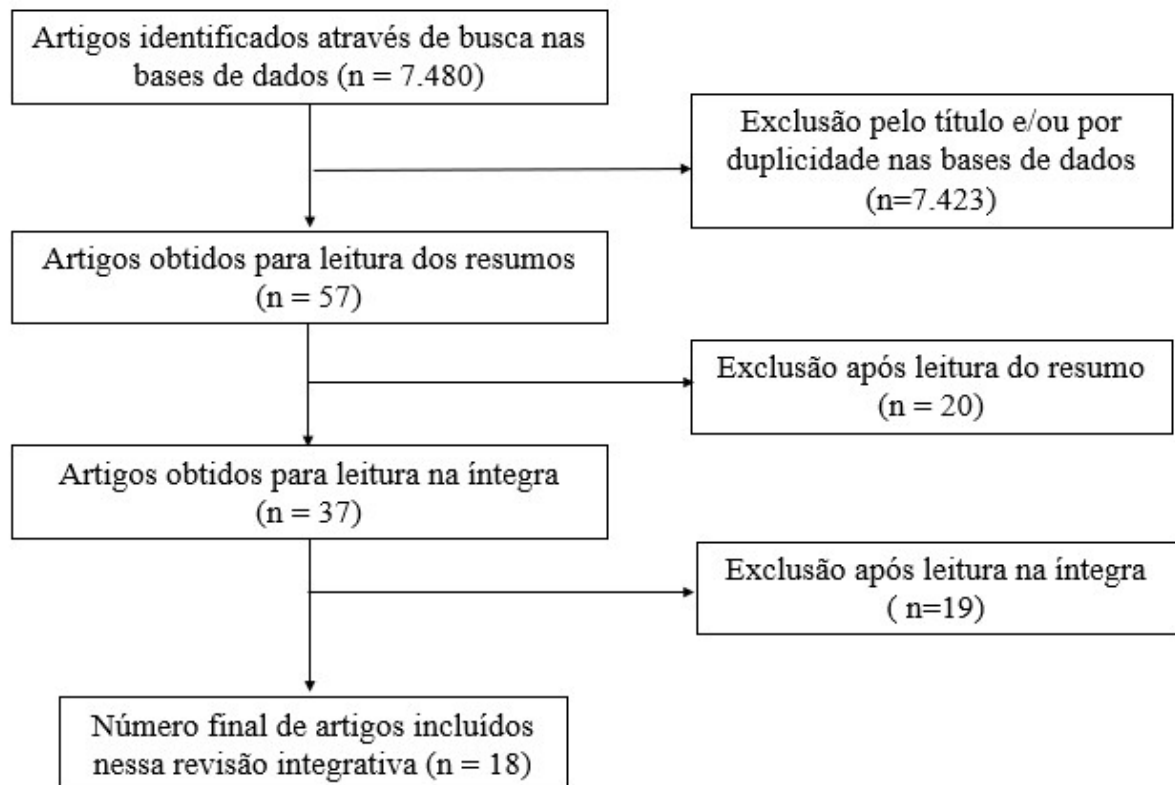 Artigos identificados através de busca nas
bases de dados (n = 7.480)
Exclusão pelo título e/ou por
duplicidade nas bases de dados
(n=7.423)
Artigos obtidos para leitura dos resumos
(n = 57)
Exclusão após leitura do resumo
(n = 20)
Artigos obtidos para leitura na íntegra
(n = 37)
Exclusão após leitura na íntegra
( n=19)
Número final de artigos incluídos
nessa revisão integrativa (n = 18)